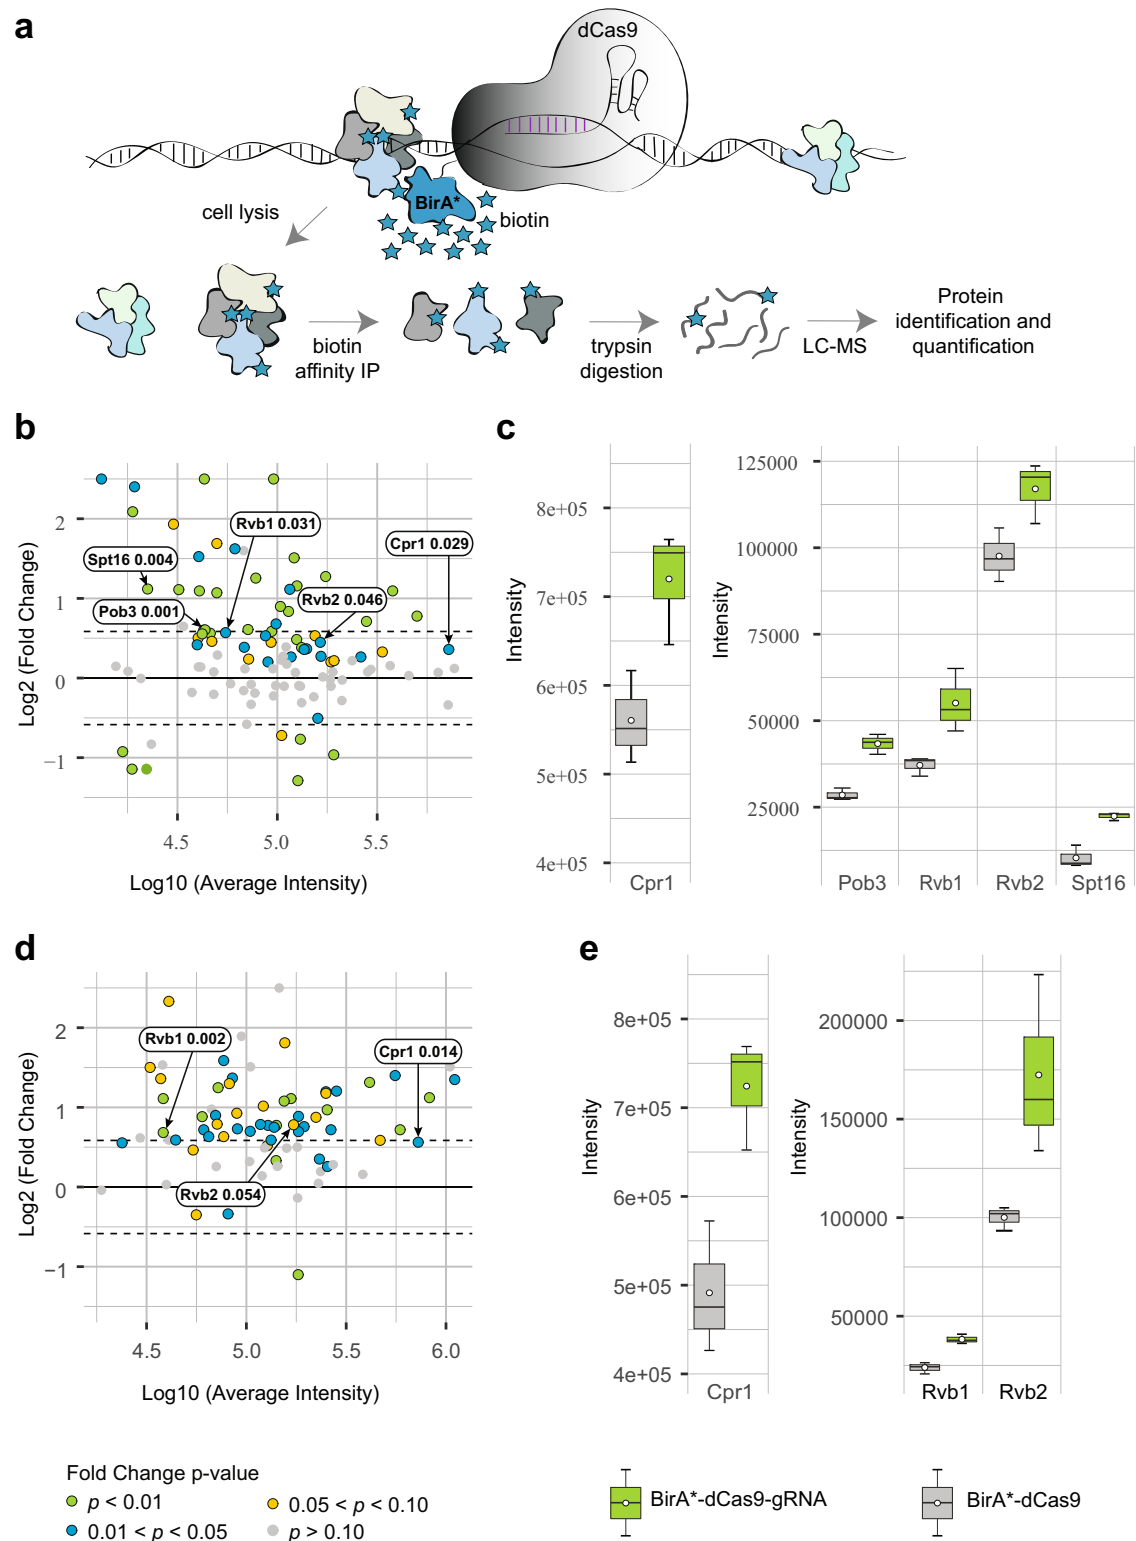 a
dCas9
BirA*
biotin
cell lysis
biotin
affinity IP
trypsin
digestion
LC-MS
Protein
identification and
quantification
b
Log2 (Fold Change)
2
1
0
−1
Rvb1 0.031
Spt16 0.004
Cpr1 0.029
Pob3 0.001
Rvb2 0.046
4.5
5.0
5.5
Log10 (Average Intensity)
c
Intensity
8e+05
7e+05
6e+05
5e+05
4e+05
Cpr1
Intensity
125000
100000
75000
50000
25000
Pob3
Rvb1
Rvb2
Spt16
d
Log2 (Fold Change)
2
1
0
−1
Rvb1 0.002
Cpr1 0.014
Rvb2 0.054
4.5
5.0
5.5
6.0
Log10 (Average Intensity)
e
Intensity
8e+05
7e+05
6e+05
5e+05
4e+05
Cpr1
Intensity
200000
150000
100000
50000
Rvb1
Rvb2
Fold Change p-value
p < 0.01
0.05 < p < 0.10
0.01 < p < 0.05
p > 0.10
BirA*-dCas9-gRNA
BirA*-dCas9